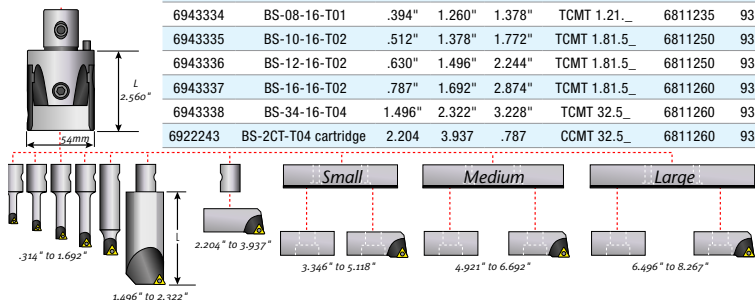 6943334 BS-08-16-T01 .394" 1.260" 1.378" TCMT 1.21._ 6811235 93
6943335 BS-10-16-T02 .512" 1.378" 1.772" TCMT 1.81.5_ 6811250 93
6943336 BS-12-16-T02 .630" 1.496" 2.244" TCMT 1.81.5_ 6811250 93
6943337 BS-16-16-T02 .787" 1.692" 2.874" TCMT 1.81.5_ 6811260 93
6943338 BS-34-16-T04 1.496" 2.322" 3.228" TCMT 32.5_ 6811260 93
6922243 BS-2CT-T04 cartridge 2.204 3.937 .787 CCMT 32.5_ 6811260 93
L
2.560"
54mm
Small
Medium
Large
L
.314" to 1.692"
1.496" to 2.322"
2.204" to 3.937"
3.346" to 5.118"
4.921" to 6.692"
6.496" to 8.267"